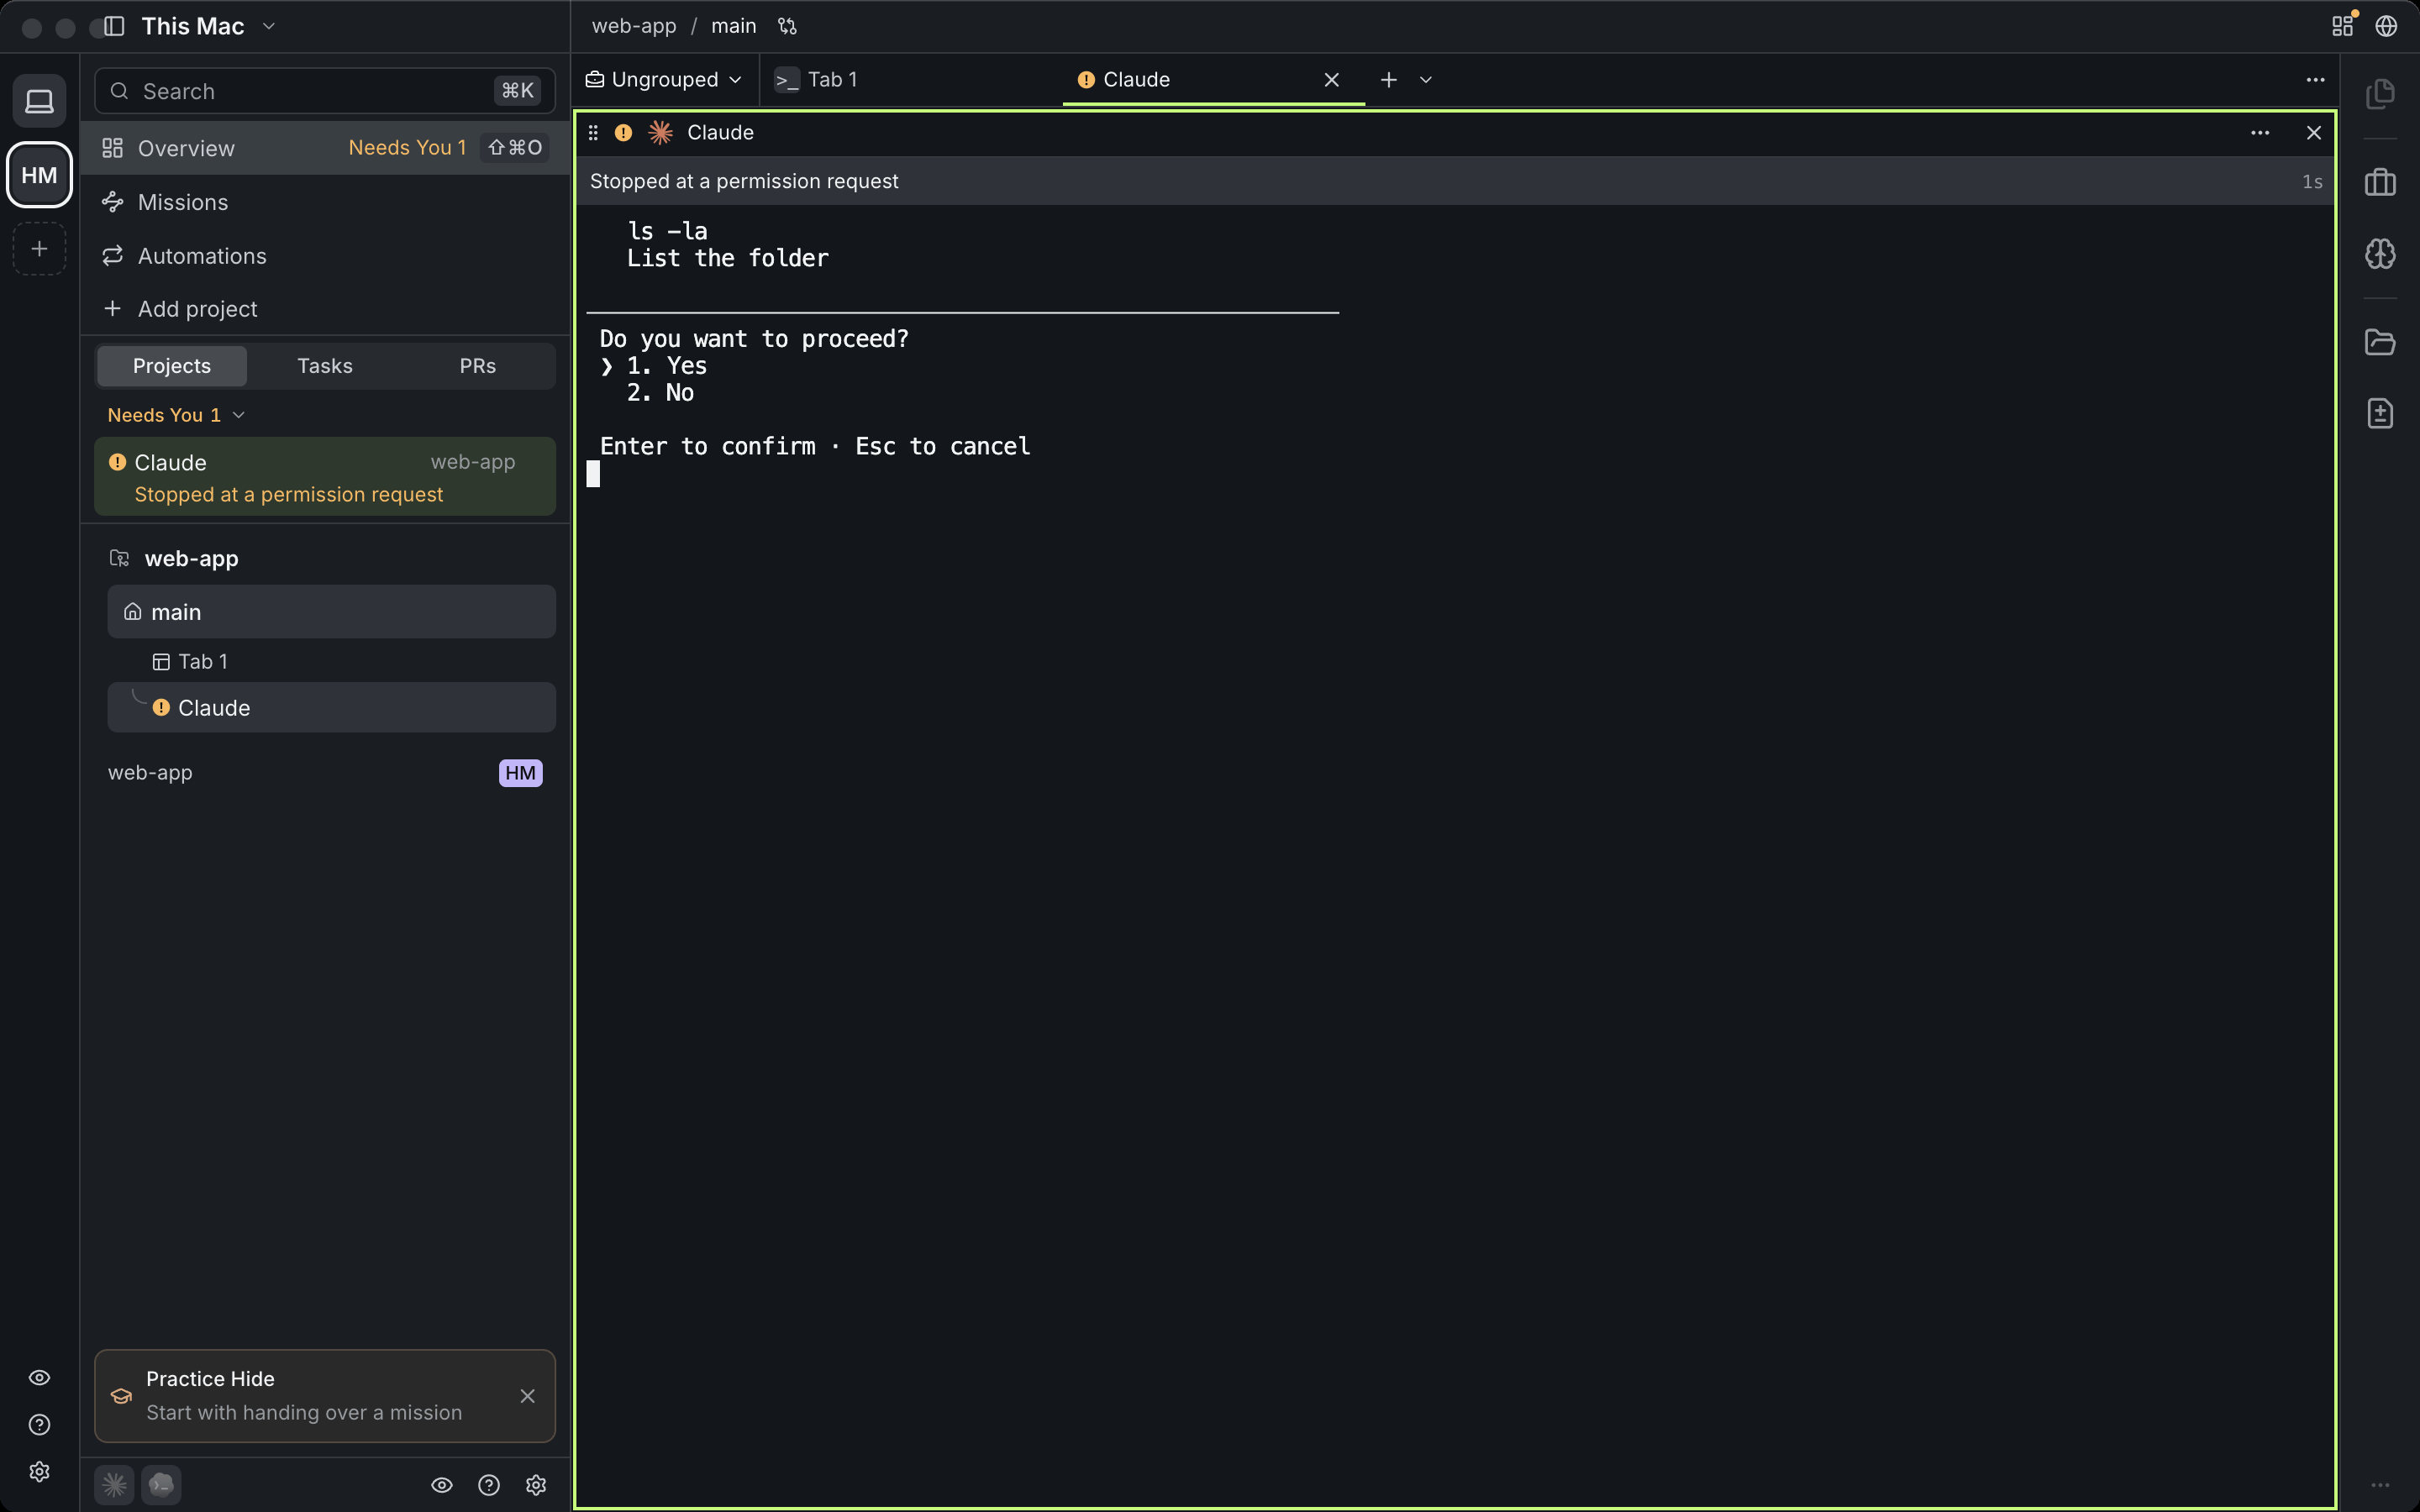 This Mac
web-app / main
HM
Search ⌘K
Overview Needs You 1 ⇧⌘O
Missions
Automations
Add project
Projects Tasks PRs
Needs You 1
Claude web-app
Stopped at a permission request
web-app
main
Tab 1
Claude
web-app HM
Practice Hide
Start with handing over a mission
Ungrouped >_ Tab 1 Claude
Claude
Stopped at a permission request 1s
ls -la
List the folder
Do you want to proceed?
❯ 1. Yes
2. No
Enter to confirm · Esc to cancel